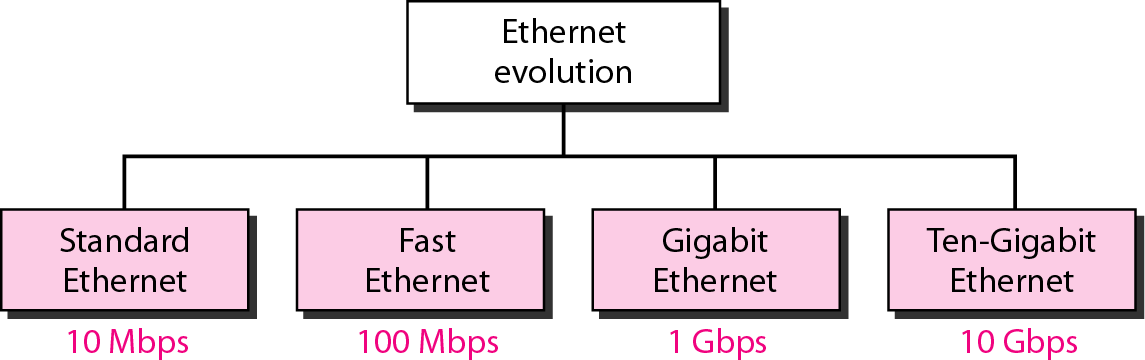 Ethernet
evolution
Standard
Ethernet
Fast
Ethernet
Gigabit
Ethernet
Ten-Gigabit
Ethernet
10 Mbps
100 Mbps
1 Gbps
10 Gbps